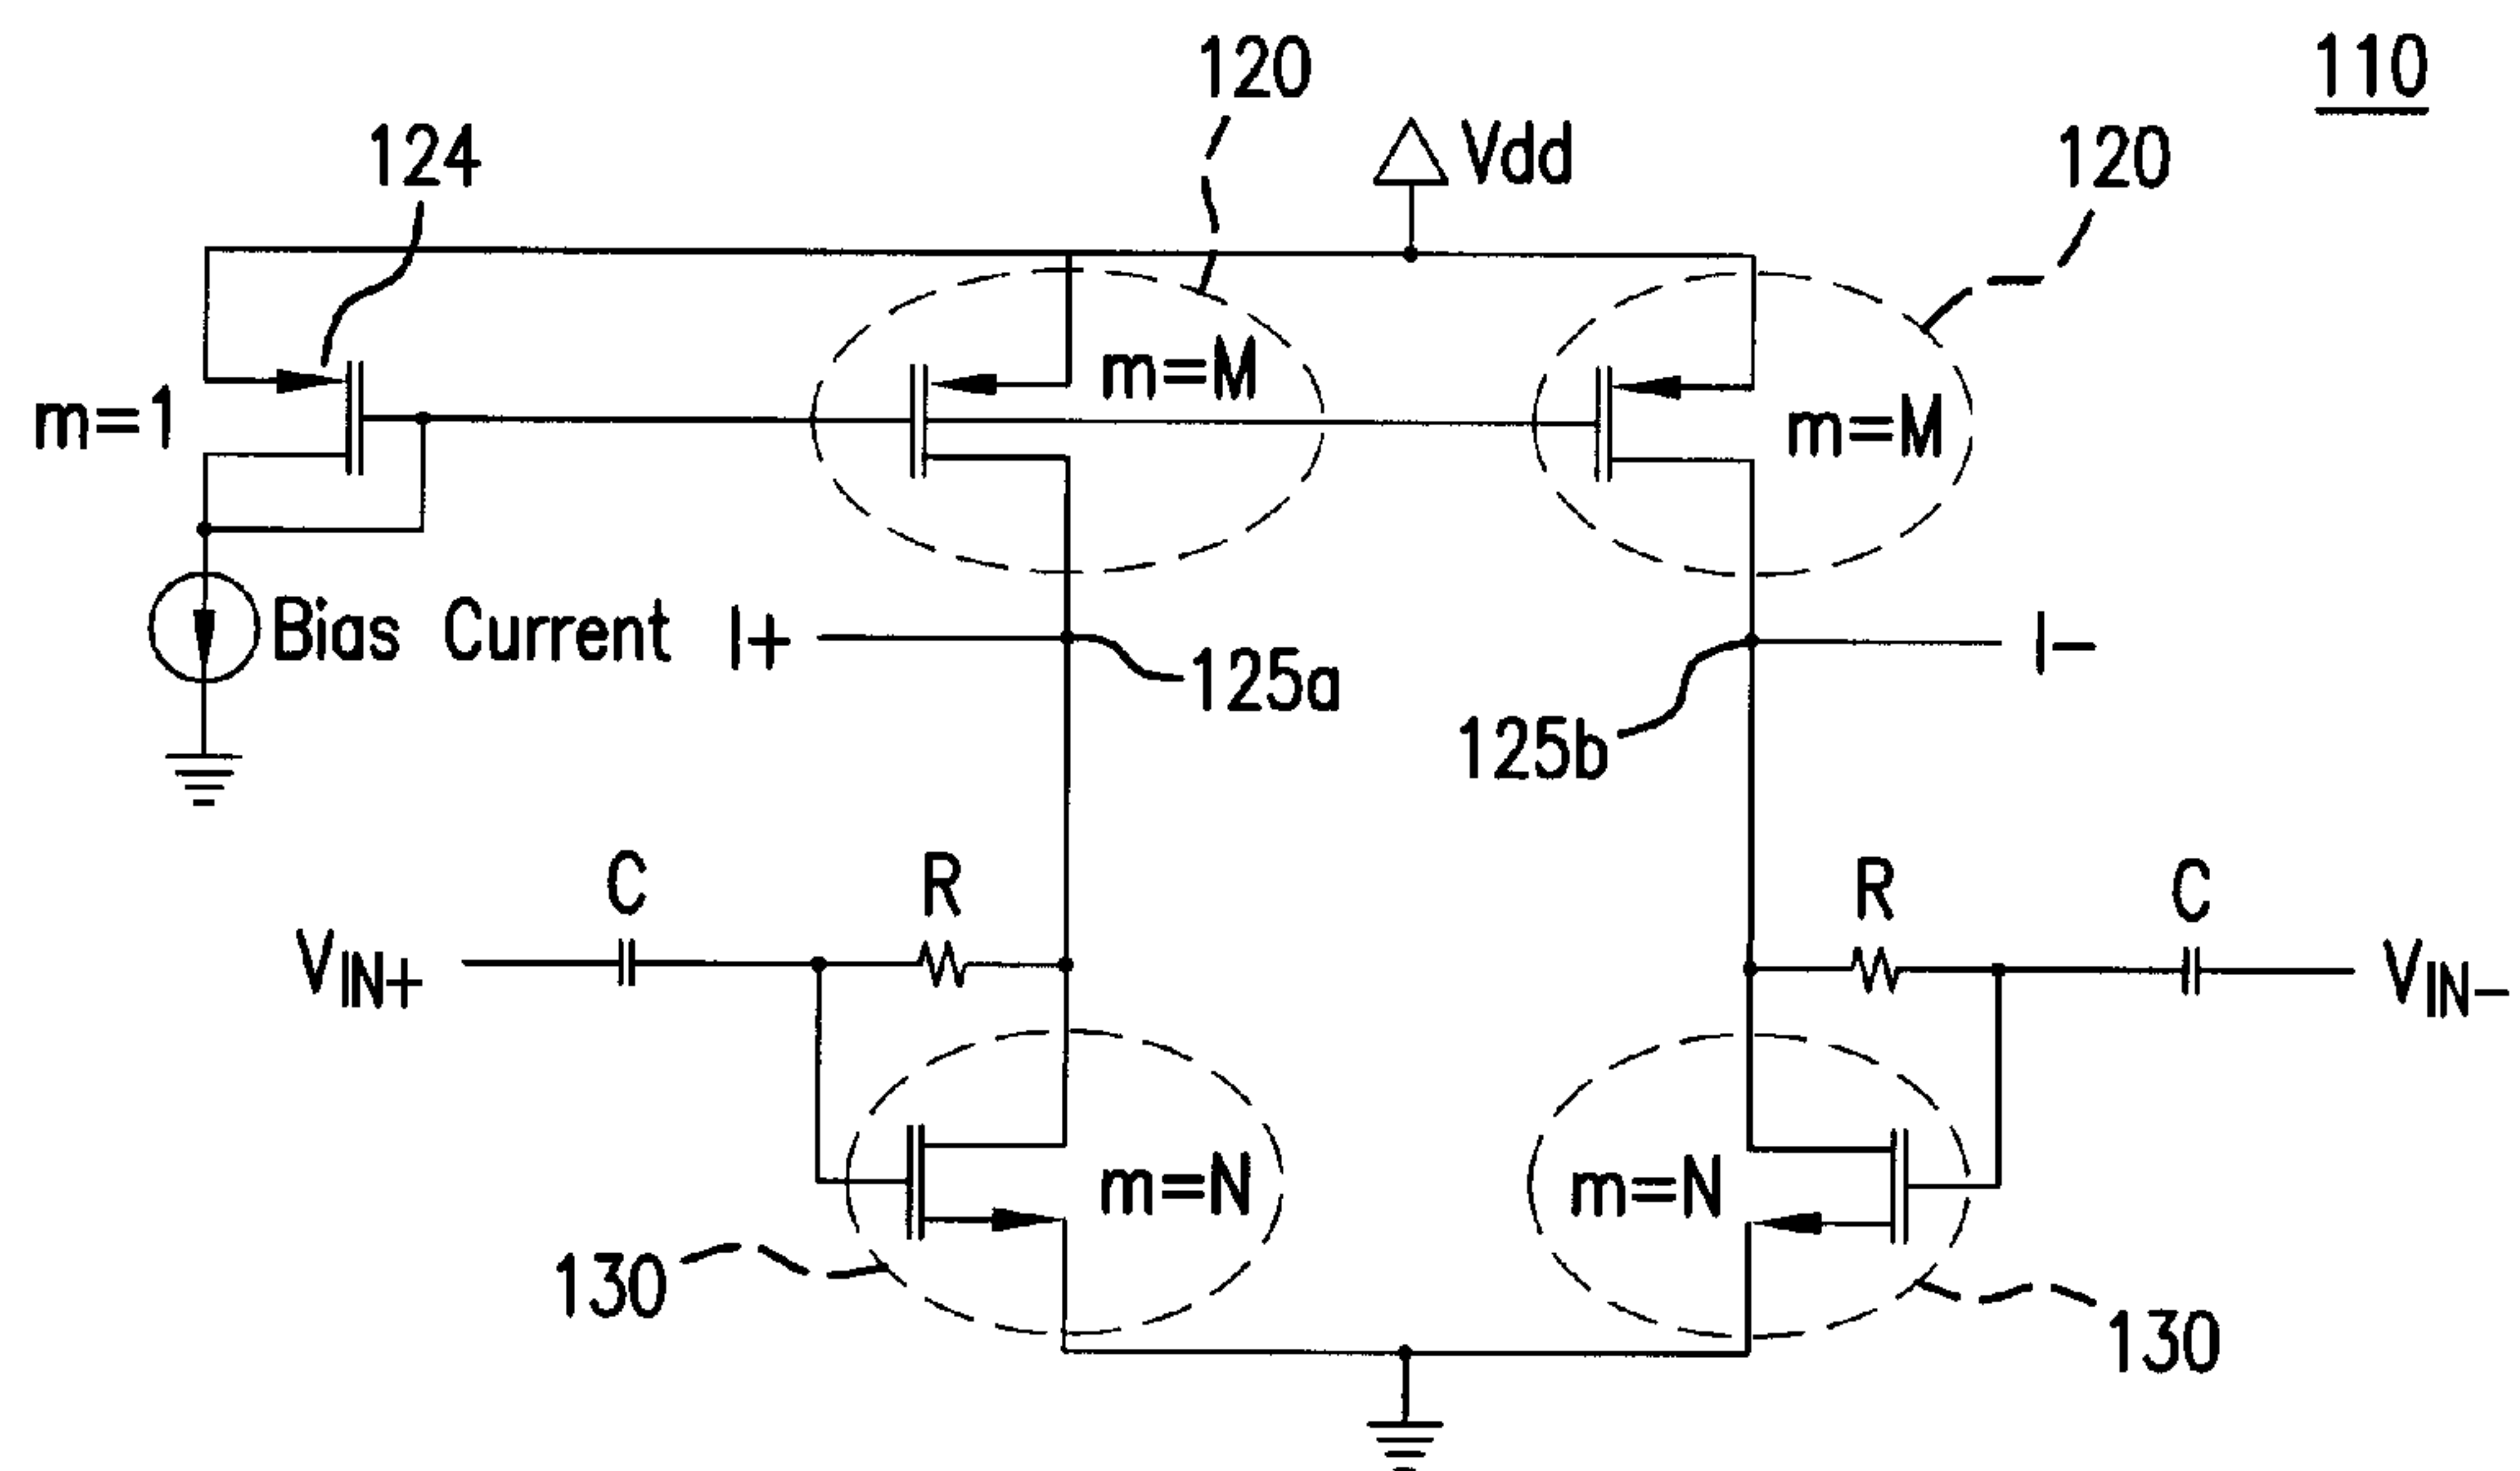 120
110
124
Vdd
120
m=1
m=M
m=M
Bias Current
I+
I-
125a
125b
C
R
R
C
VIN+
VIN-
m=N
m=N
130
130